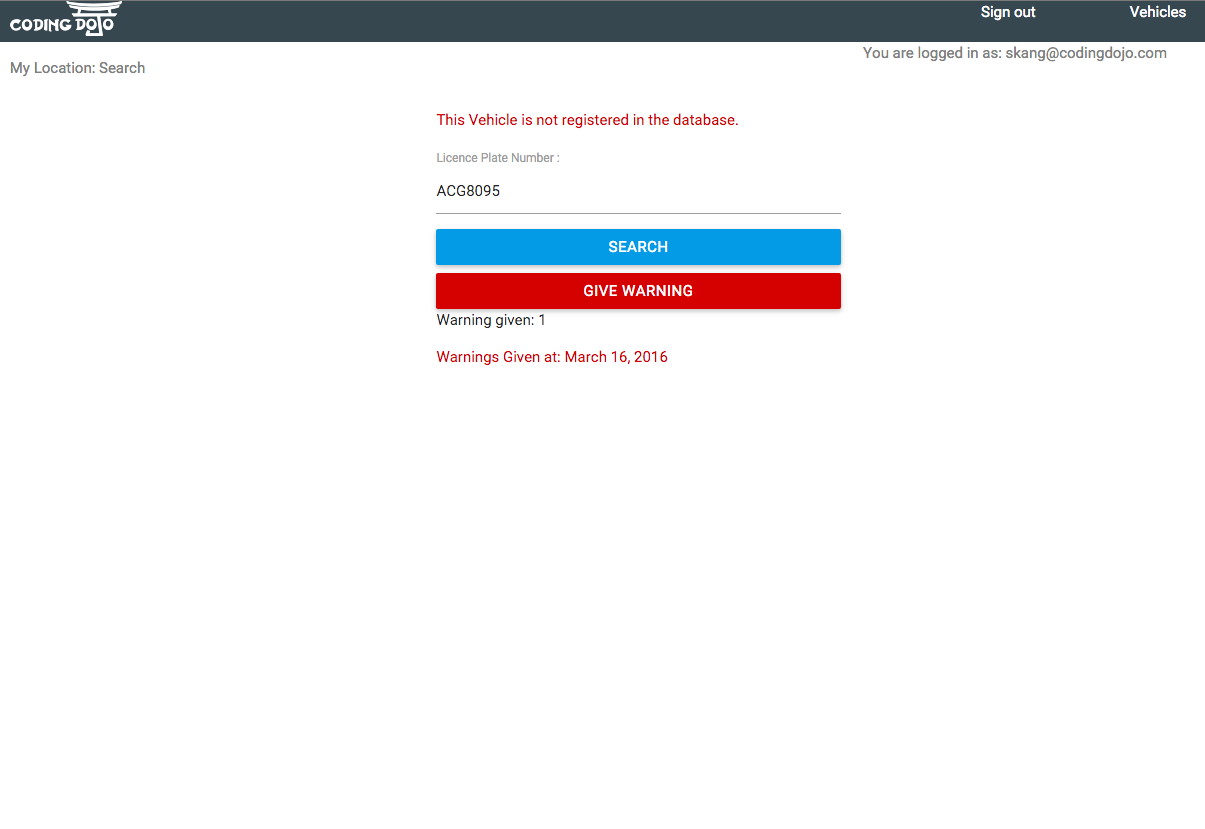 CODING DOJO
Sign out
Vehicles
You are logged in as: skang@codingdojo.com
My Location: Search
This Vehicle is not registered in the database.
Licence Plate Number :
ACG8095
SEARCH
GIVE WARNING
Warning given: 1
Warnings Given at: March 16, 2016